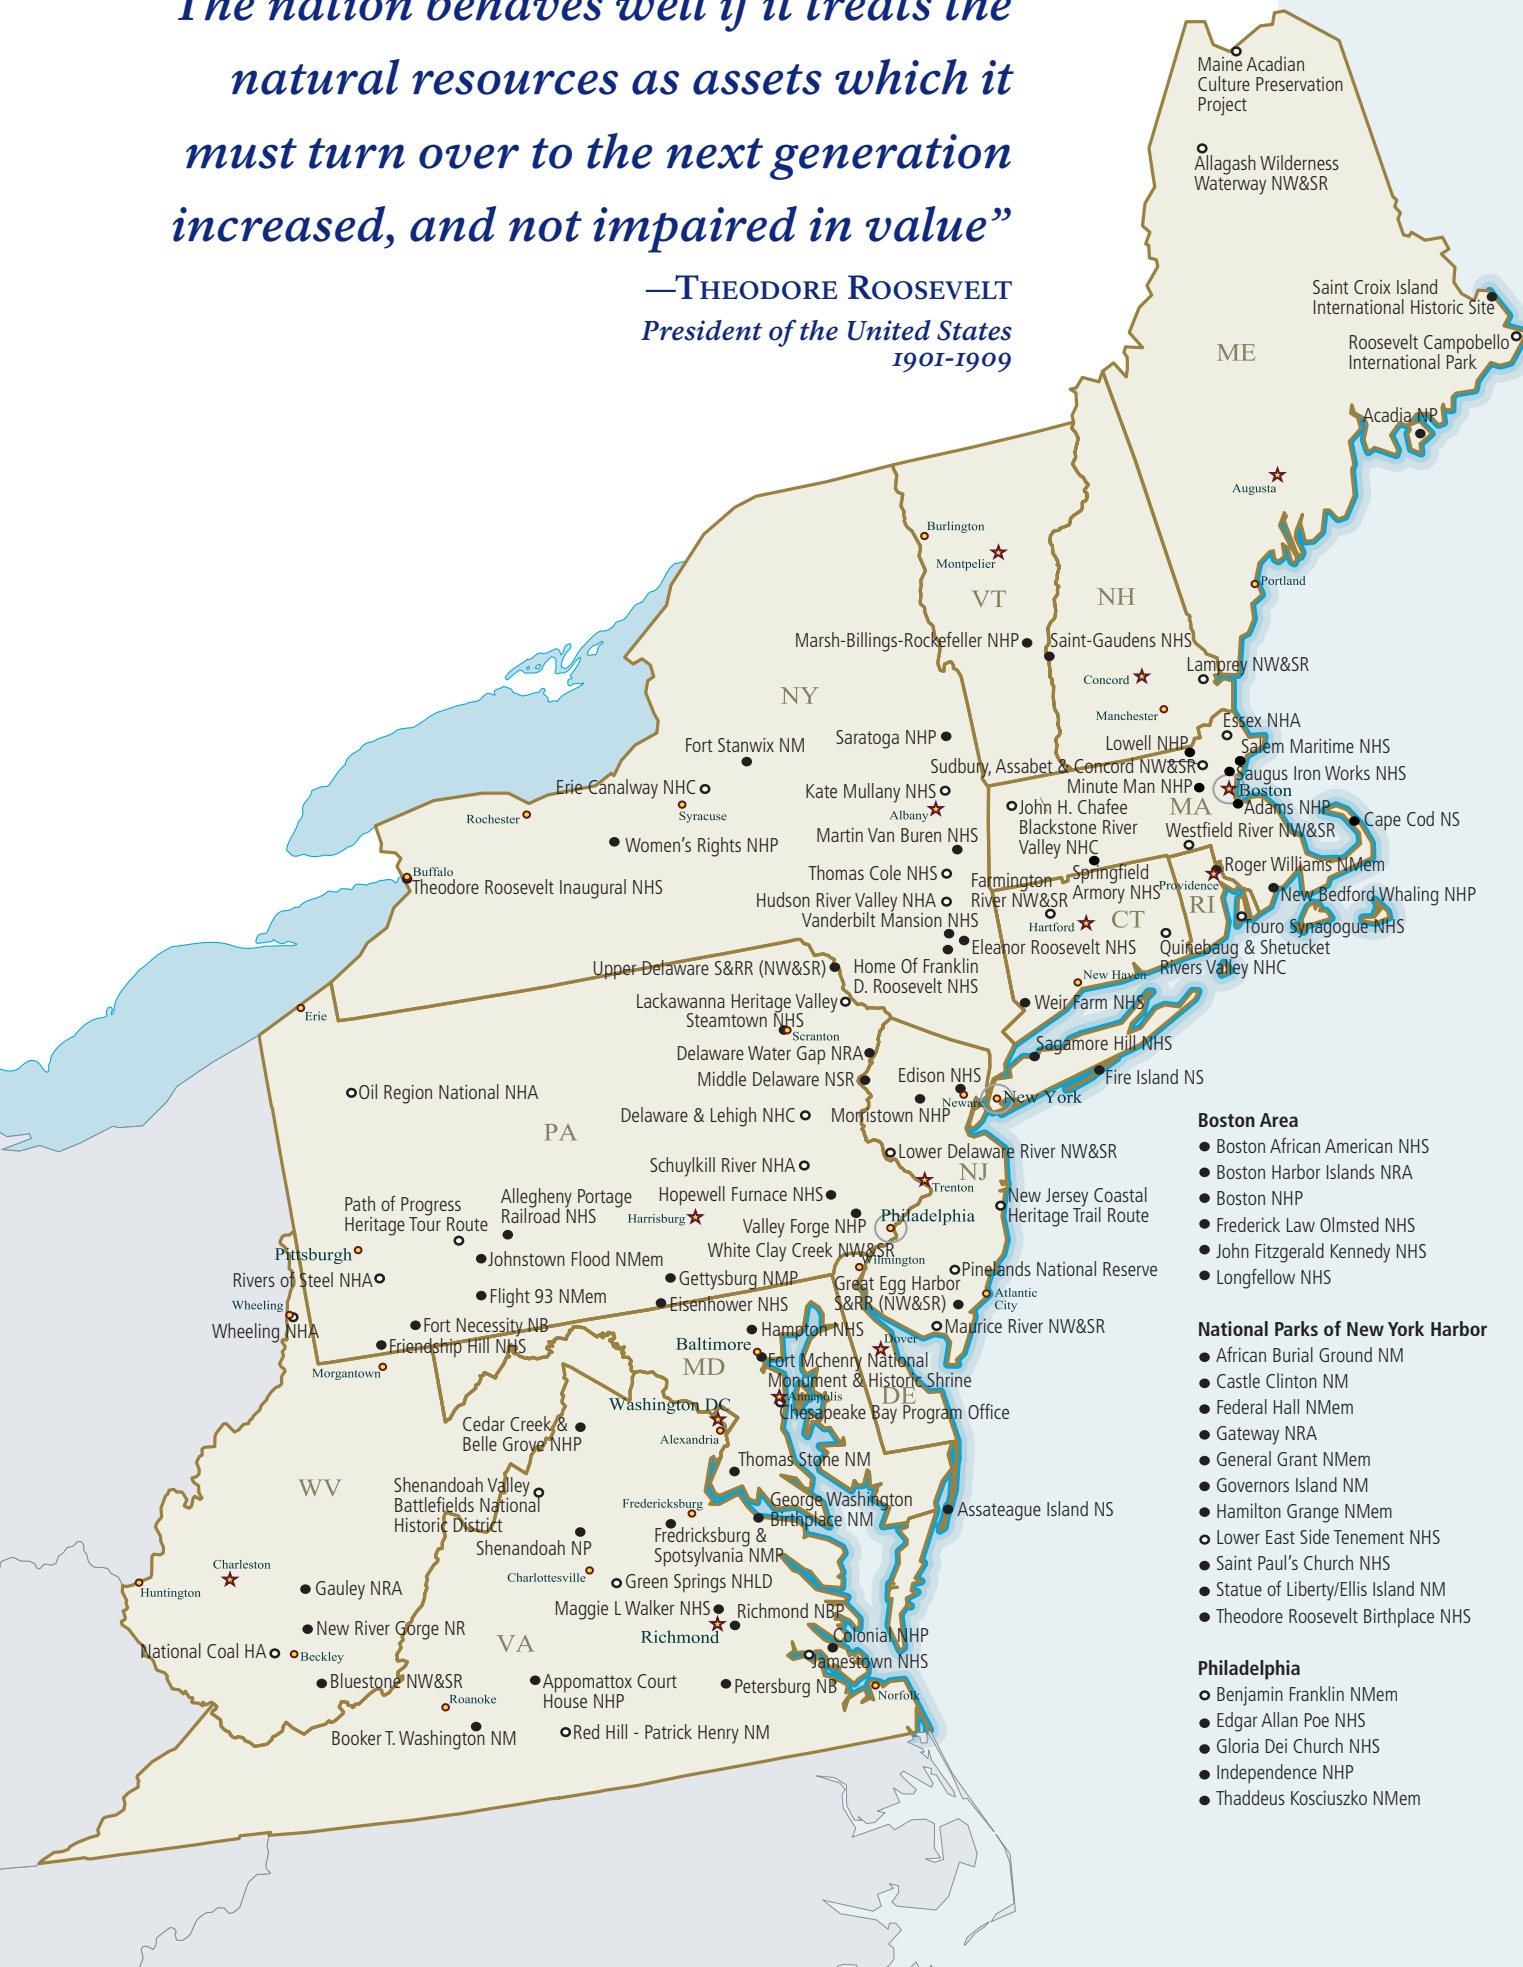 The nation behaves well if it treats the
natural resources as assets which it
must turn over to the next generation
increased, and not impaired in value”
—Theodore Roosevelt
President of the United States
1901-1909
Maine Acadian
Culture Preservation
Project
Allagash Wilderness
Waterway NW&SR
Saint Croix Island
International Historic Site
Roosevelt Campobello
International Park
ME
Acadia NP
Augusta
Burlington
Montpelier
Portland
VT
NH
Marsh-Billings-Rockefeller NHP
Saint-Gaudens NHS
Lamprey NW&SR
Concord
NY
Manchester
Essex NHA
Saratoga NHP
Lowell NHP
Salem Maritime NHS
Fort Stanwix NM
Sudbury, Assabet & Concord NW&SR
Saugus Iron Works NHS
Erie Canalway NHC
Kate Mullany NHS
Minute Man NHP
Boston
MA
Adams NHP
Syracuse
Rochester
Albany
John H. Chafee
Blackstone River
Valley NHC
Cape Cod NS
Westfield River NW&SR
Women’s Rights NHP
Martin Van Buren NHS
Buffalo
Theodore Roosevelt Inaugural NHS
Thomas Cole NHS
Farmington
River NW&SR
Springfield
Armory NHS
Roger Williams NMem
Providence
New Bedford Whaling NHP
RI
Hudson River Valley NHA
Vanderbilt Mansion NHS
Hartford
CT
Touro Synagogue NHS
Eleanor Roosevelt NHS
Quinebaug & Shetucket
Rivers Valley NHC
Upper Delaware S&RR (NW&SR)
Home Of Franklin
D. Roosevelt NHS
New Haven
Lackawanna Heritage Valley
Weir Farm NHS
Erie
Steamtown NHS
Scranton
Sagamore Hill NHS
Delaware Water Gap NRA
Middle Delaware NSR
Edison NHS
Fire Island NS
Oil Region National NHA
Newark
New York
Delaware & Lehigh NHC
Morristown NHP
PA
Lower Delaware River NW&SR
Schuylkill River NHA
NJ
Trenton
Path of Progress
Heritage Tour Route
Allegheny Portage
Railroad NHS
Hopewell Furnace NHS
New Jersey Coastal
Heritage Trail Route
Harrisburg
Valley Forge NHP
Philadelphia
Pittsburgh
Johnstown Flood NMem
White Clay Creek NW&SR
Wilmington
Rivers of Steel NHA
Gettysburg NMP
Great Egg Harbor
S&RR (NW&SR)
Pinelands National Reserve
Flight 93 NMem
Eisenhower NHS
Atlantic
City
Wheeling
Wheeling NHA
Fort Necessity NB
Hampton NHS
Maurice River NW&SR
Friendship Hill NHS
Baltimore
Dover
Morgantown
MD
Fort Mchenry National
Monument & Historic Shrine
Annapolis
DE
Washington DC
Chesapeake Bay Program Office
Cedar Creek &
Belle Grove NHP
Alexandria
Thomas Stone NM
WV
Shenandoah Valley
Battlefields National
Historic District
Fredericksburg
George Washington
Birthplace NM
Assateague Island NS
Fredricksburg &
Spotsylvania NMP
Shenandoah NP
Charleston
Charlottesville
Huntington
Gauley NRA
Green Springs NHLD
Maggie L Walker NHS
Richmond NBP
New River Gorge NR
Richmond
Colonial NHP
VA
National Coal HA
Beckley
Jamestown NHS
Bluestone NW&SR
Appomattox Court
House NHP
Petersburg NB
Norfolk
Roanoke
Booker T. Washington NM
Red Hill - Patrick Henry NM
Boston Area
Boston African American NHS
Boston Harbor Islands NRA
Boston NHP
Frederick Law Olmsted NHS
John Fitzgerald Kennedy NHS
Longfellow NHS
National Parks of New York Harbor
African Burial Ground NM
Castle Clinton NM
Federal Hall NMem
Gateway NRA
General Grant NMem
Governors Island NM
Hamilton Grange NMem
Lower East Side Tenement NHS
Saint Paul’s Church NHS
Statue of Liberty/Ellis Island NM
Theodore Roosevelt Birthplace NHS
Philadelphia
Benjamin Franklin NMem
Edgar Allan Poe NHS
Gloria Dei Church NHS
Independence NHP
Thaddeus Kosciuszko NMem